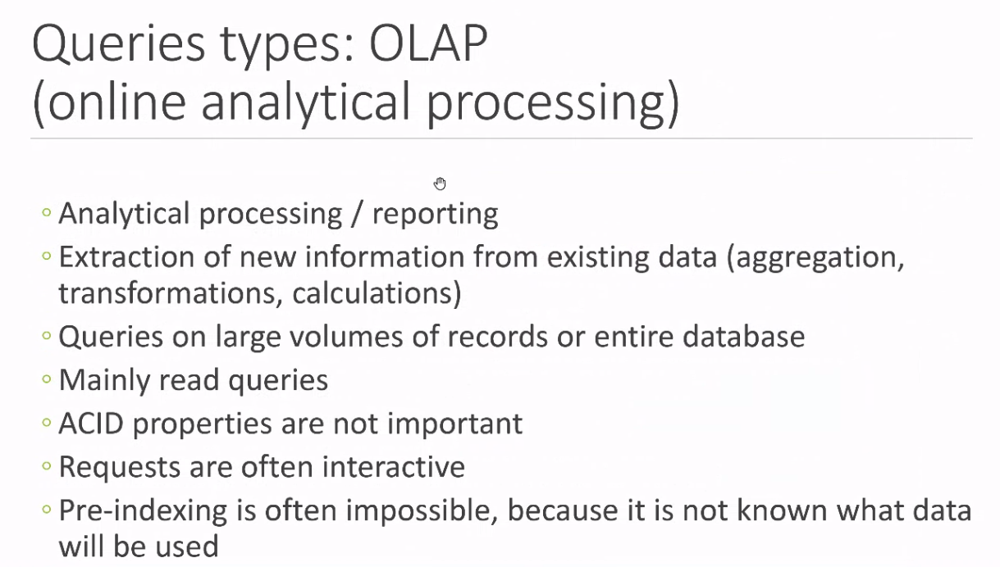 Queries types: OLAP
(online analytical processing)
◦ Analytical processing / reporting
◦ Extraction of new information from existing data (aggregation,
transformations, calculations)
◦ Queries on large volumes of records or entire database
◦ Mainly read queries
◦ ACID properties are not important
◦ Requests are often interactive
◦ Pre-indexing is often impossible, because it is not known what data
will be used